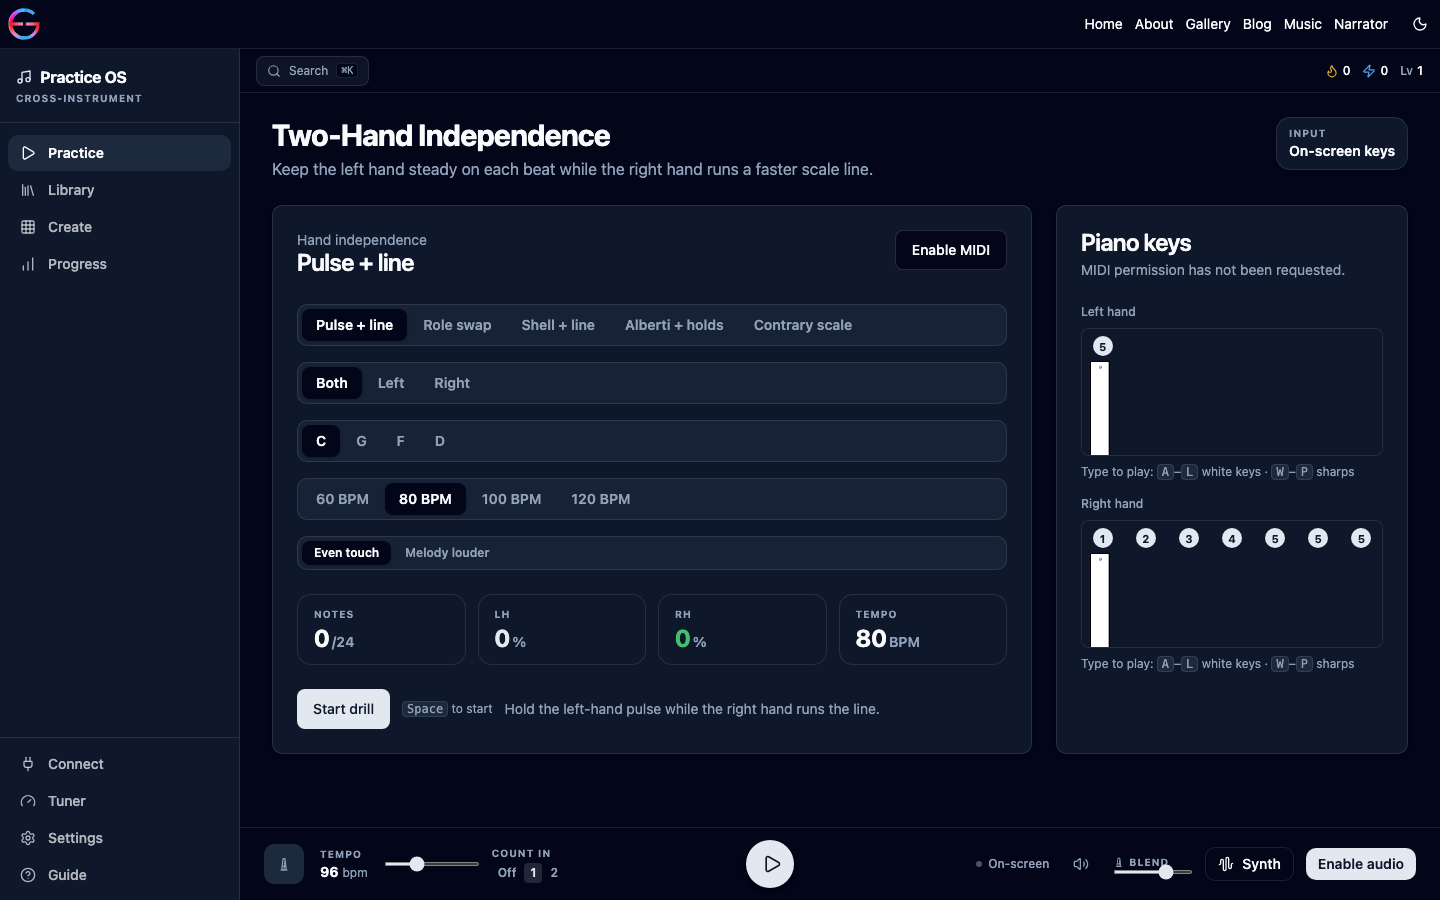 Home About Gallery Blog Music Narrator
Practice OS
CROSS-INSTRUMENT
Search ⌘K
0 0 Lv 1
Practice
Library
Create
Progress
Two-Hand Independence
Keep the left hand steady on each beat while the right hand runs a faster scale line.
INPUT
On-screen keys
Hand independence
Pulse + line
Enable MIDI
Pulse + line Role swap Shell + line Alberti + holds Contrary scale
Both Left Right
C G F D
60 BPM 80 BPM 100 BPM 120 BPM
Even touch Melody louder
NOTES
0/24
LH
0%
RH
0%
TEMPO
80 BPM
Start drill Space to start Hold the left-hand pulse while the right hand runs the line.
Piano keys
MIDI permission has not been requested.
Left hand
5
Type to play: A–L white keys · W–P sharps
Right hand
1 2 3 4 5 5 5
Type to play: A–L white keys · W–P sharps
Connect
Tuner
Settings
Guide
TEMPO
96 bpm
COUNT IN
Off 1 2
On-screen
BLEND
Synth
Enable audio